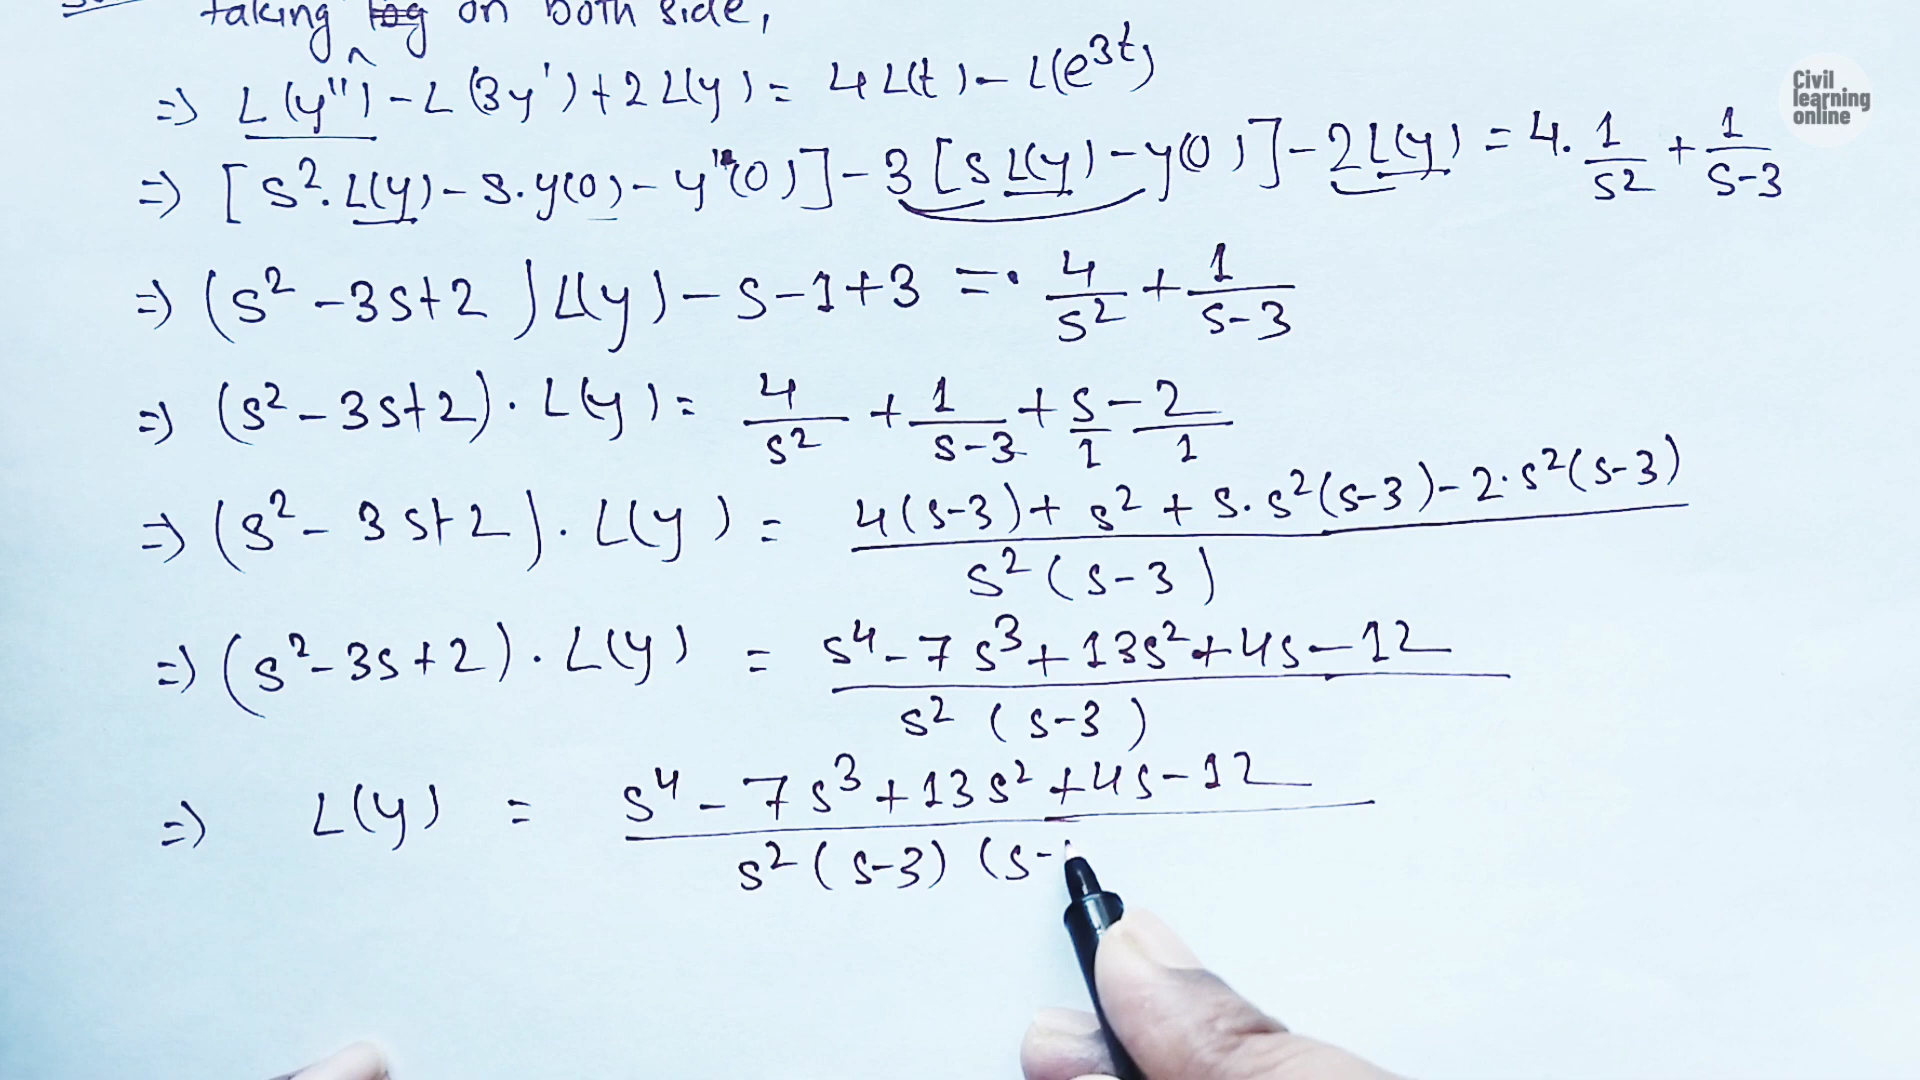 taking log on both side,
=> L(y'') - L(3y') + 2L(y) = 4L(t) - L(e^3t)
Civil
learning
online
=> [s². L(y) - s.y(0) - y'(0)] - 3[sL(y) - y(0)] - 2L(y) = 4. 1/s² + 1/s-3
=> (s² - 3s+2) L(y) - s - 1 + 3 =· 4/s² + 1/s-3
=> (s² - 3s+2) · L(y) = 4/s² + 1/s-3 + s/1 - 2/1
=> (s² - 3s+2) · L(y) = 4(s-3) + s² + s·s²(s-3) - 2·s²(s-3) / s²(s-3)
=> (s² - 3s+2) · L(y) = s⁴ - 7s³ + 13s² + 4s - 12 / s² (s-3)
=> L(y) = s⁴ - 7s³ + 13s² + 4s - 12 / s²(s-3) (s-